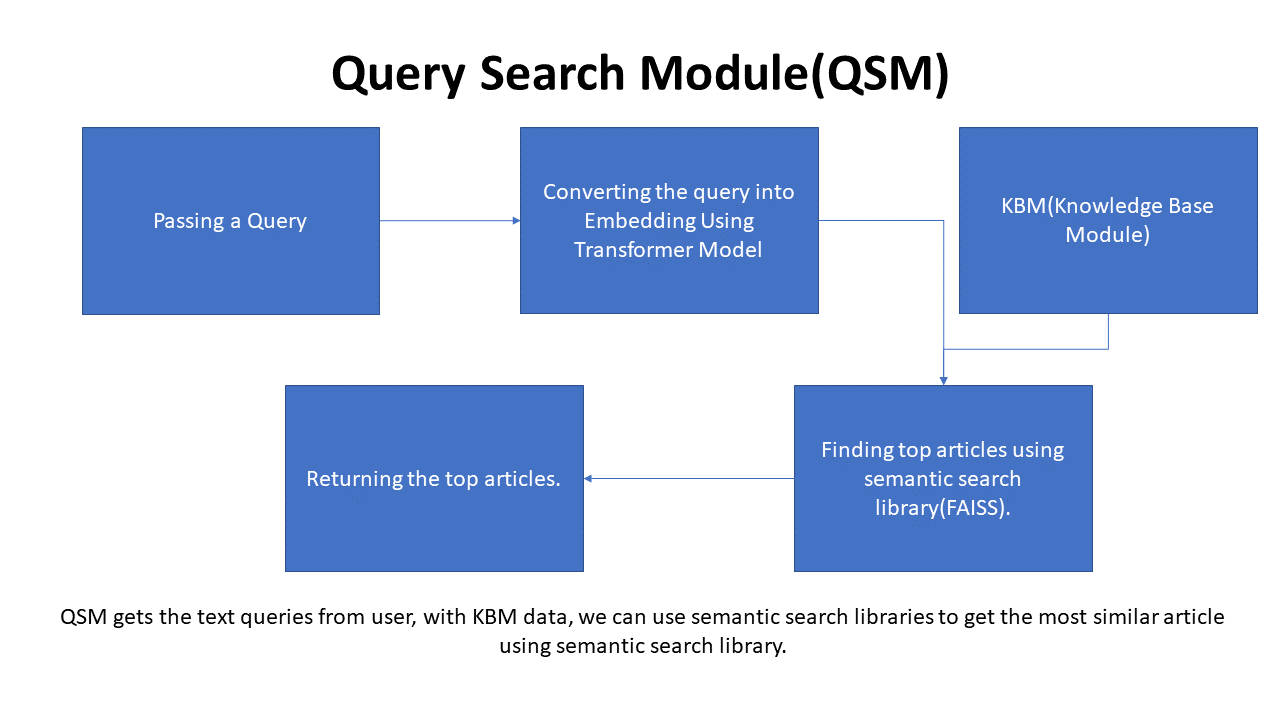 Query Search Module(QSM)
Passing a Query
Converting the query into
Embedding Using
Transformer Model
KBM(Knowledge Base
Module)
Returning the top articles.
Finding top articles using
semantic search
library(FAISS).
QSM gets the text queries from user, with KBM data, we can use semantic search libraries to get the most similar article
using semantic search library.